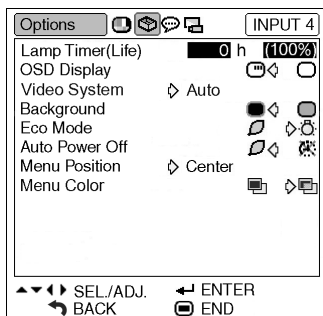 Options INPUT 4
Lamp Timer(Life) 0 h (100%)
OSD Display
Video System Auto
Background
Eco Mode
Auto Power Off
Menu Position Center
Menu Color
SEL./ADJ. ENTER
BACK END